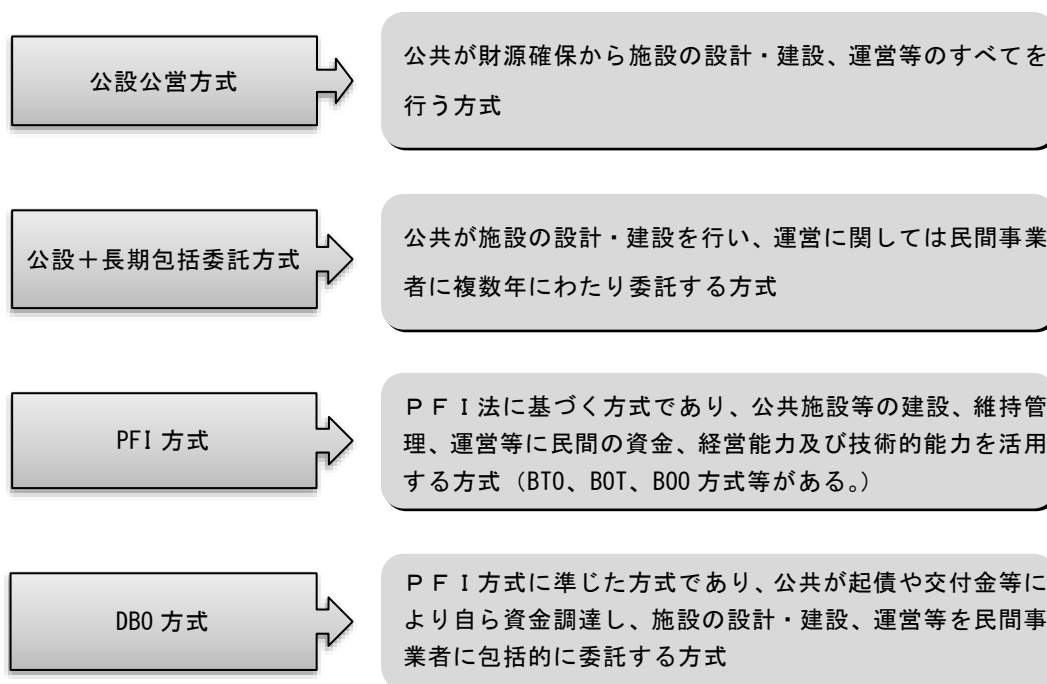 公設公営方式
公共が財源確保から施設の設計・建設、運営等のすべてを
行う方式
公設＋長期包括委託方式
公共が施設の設計・建設を行い、運営に関しては民間事業
者に複数年にわたり委託する方式
PFI 方式
ＰＦＩ法に基づく方式であり、公共施設等の建設、維持管
理、運営等に民間の資金、経営能力及び技術的能力を活用
する方式（BTO、BOT、BOO 方式等がある。）
DBO 方式
ＰＦＩ方式に準じた方式であり、公共が起債や交付金等に
より自ら資金調達し、施設の設計・建設、運営等を民間事
業者に包括的に委託する方式